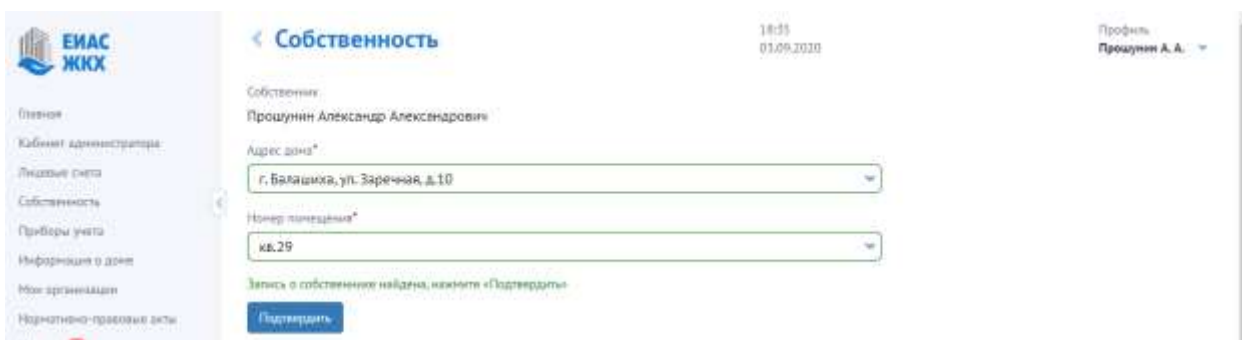 ЕИАС
ЖКХ
Собственность
18:35
03.09.2020
Профиль
Прошунин А. А.
Главная
Кабинет администратора
Лицевые счета
Собственность
Приборы учета
Информация о доме
Мои организации
Нормативно-правовые акты
Собственник
Прошунин Александр Александрович
Адрес дома*
г. Балашиха, ул. Заречная, д.10
Номер помещения*
кв.29
Запись о собственнике найдена, нажмите «Подтвердить»
Подтвердить